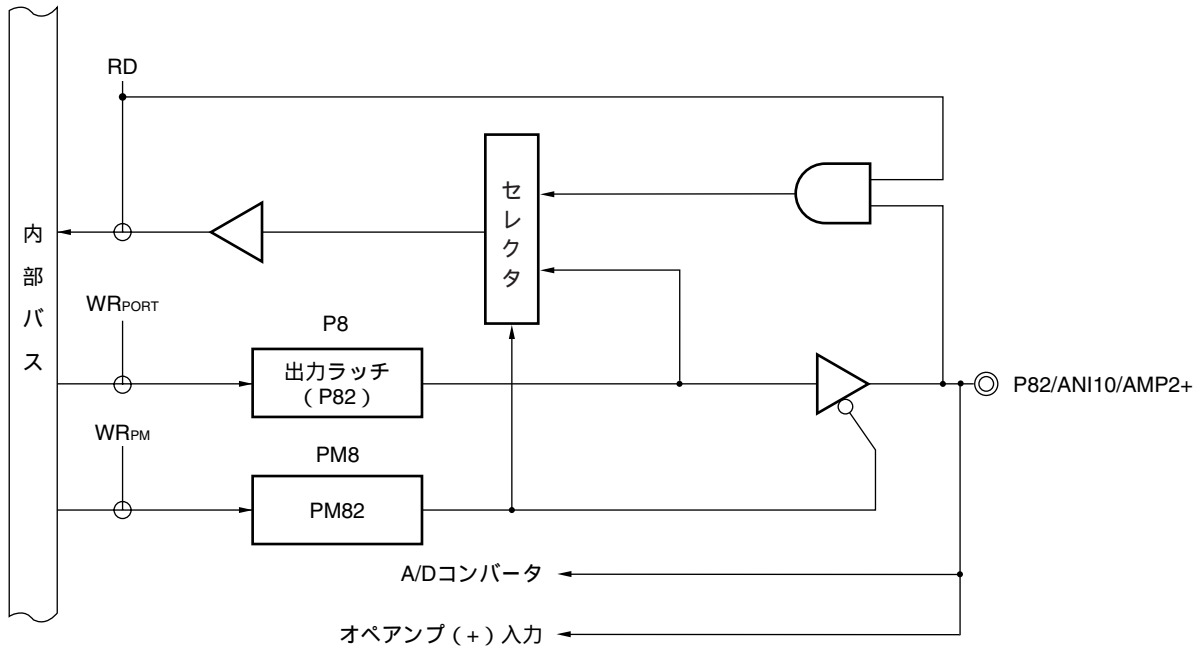 RD
セレクタ
内部バス
WRPORT
P8
出力ラッチ
（P82）
P82/ANI10/AMP2+
WRPM
PM8
PM82
A/Dコンバータ
オペアンプ（+）入力